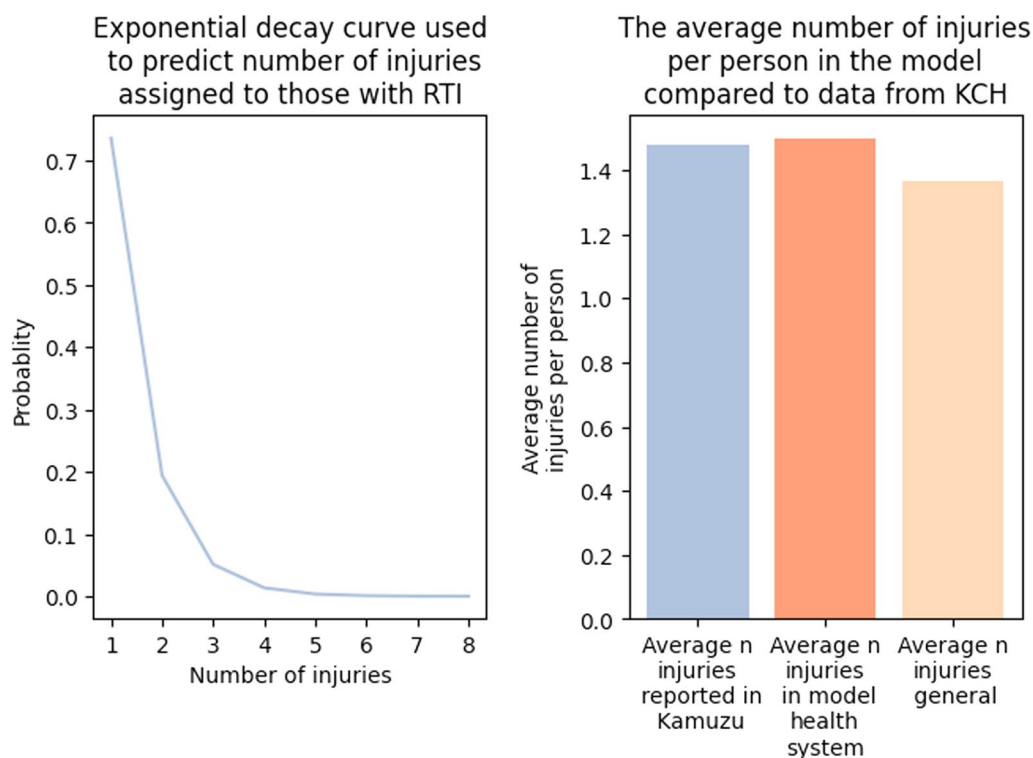 Exponential decay curve used
to predict number of injuries
assigned to those with RTI
Probablity
0.7
0.6
0.5
0.4
0.3
0.2
0.1
0.0
1 2 3 4 5 6 7 8
Number of injuries
The average number of injuries
per person in the model
compared to data from KCH
Average number of
injuries per person
1.4
1.2
1.0
0.8
0.6
0.4
0.2
0.0
Average n
injuries
reported in
Kamuzu
Average n
injuries
in model
health
system
Average n
injuries
general